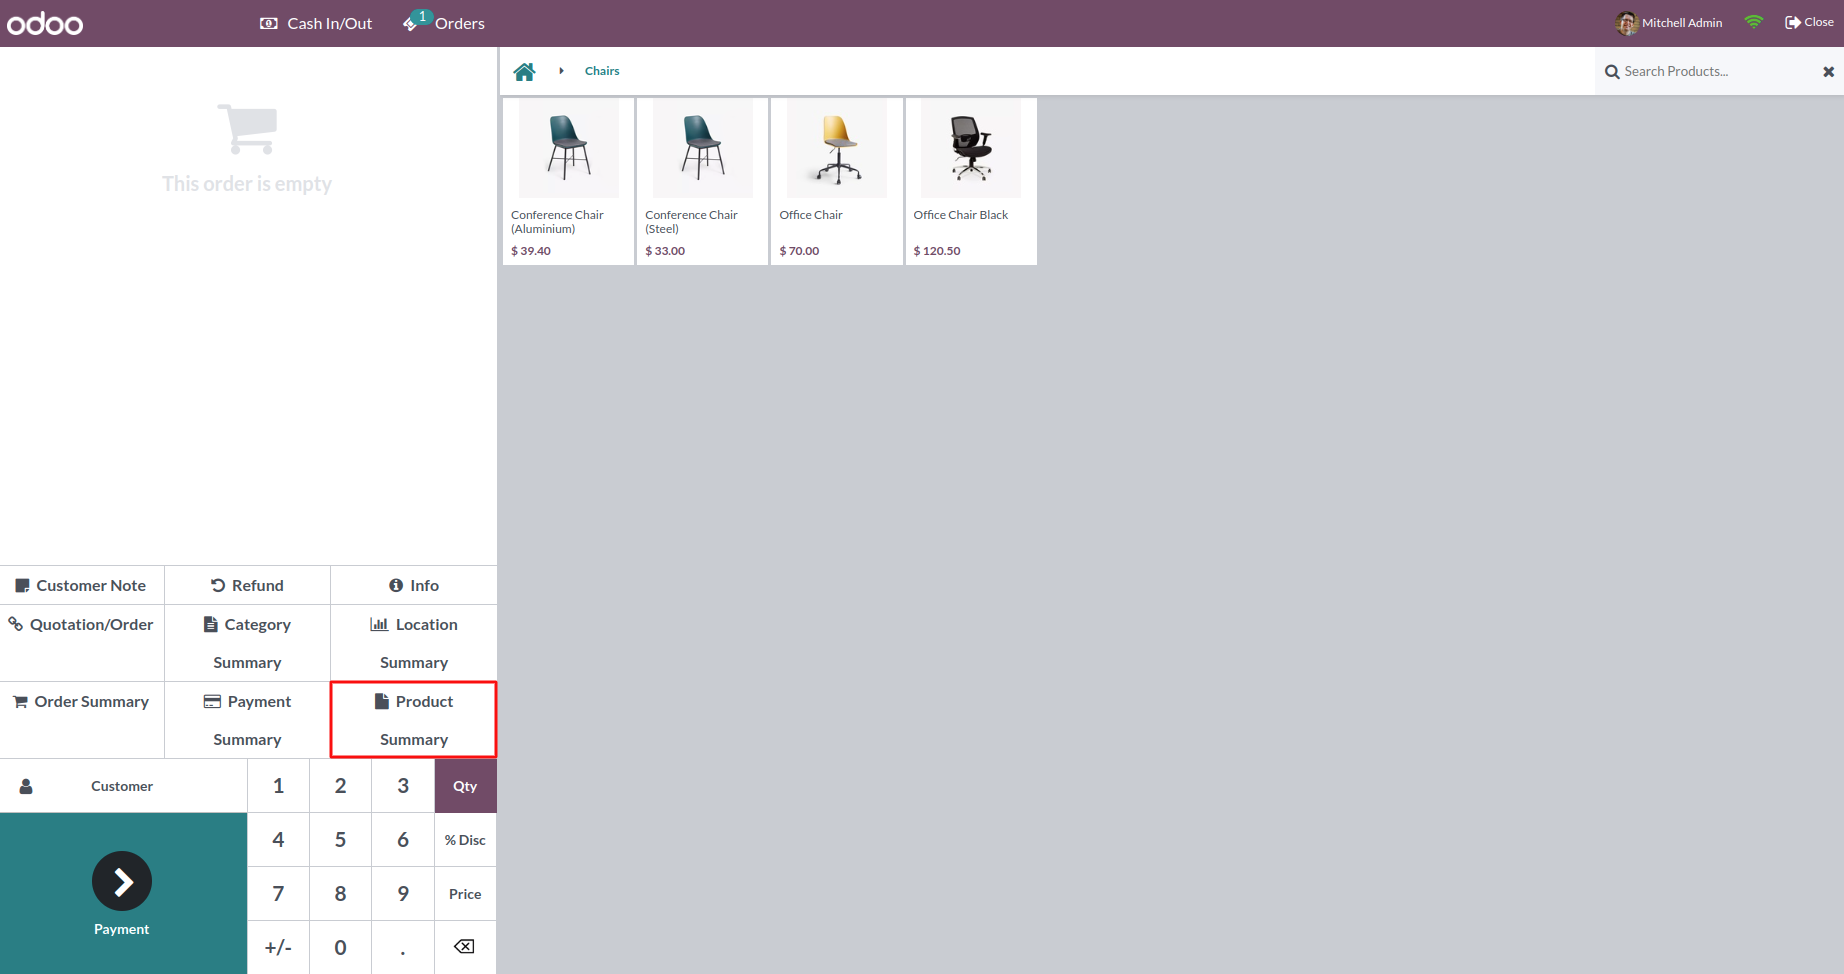 odoo
Cash In/Out
1
Orders
Mitchell Admin
Close
This order is empty
Chairs
Search Products...
Conference Chair
(Aluminium)
$ 39.40
Conference Chair
(Steel)
$ 33.00
Office Chair
$ 70.00
Office Chair Black
$ 120.50
Customer Note
Refund
Info
Quotation/Order
Category
Summary
Location
Summary
Order Summary
Payment
Summary
Product
Summary
Customer
1 2 3 Qty
4 5 6 % Disc
7 8 9 Price
+/- 0 .
Payment